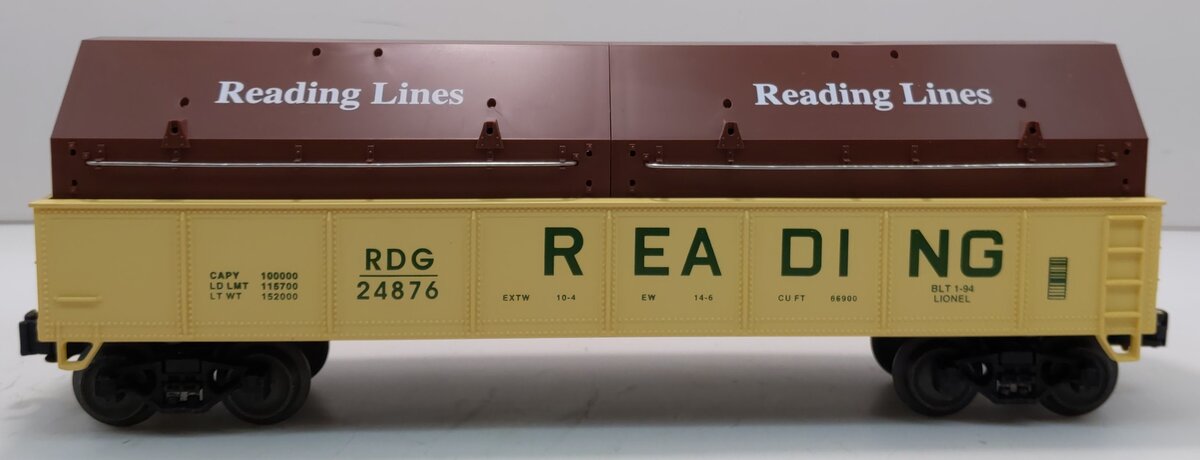 Reading Lines
Reading Lines
CAPY 100000
LD LMT 115700
LT WT 152000
RDG
24876
READING
EXTW 10-4
EW 14-6
CU FT 66900
BLT 1-94
LIONEL